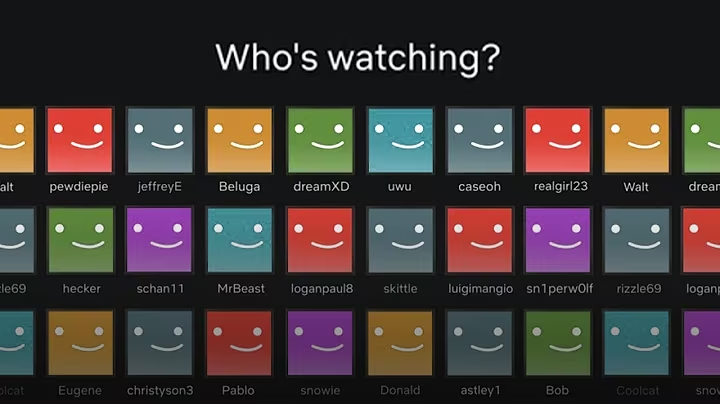 Who's watching?
alt pewdiepie jeffreyE Beluga dreamXD uwu caseoh realgirl23 Walt dream
zle69 hecker schan11 MrBeast loganpaul8 skittle luigimangio sn1perw0lf rizzle69 loganp
olcat Eugene christyson3 Pablo snowie Donald astley1 Bob Coolcat snow